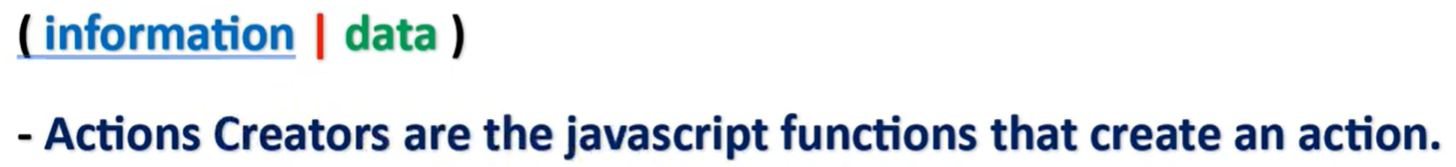 ( information | data )
- Actions Creators are the javascript functions that create an action.